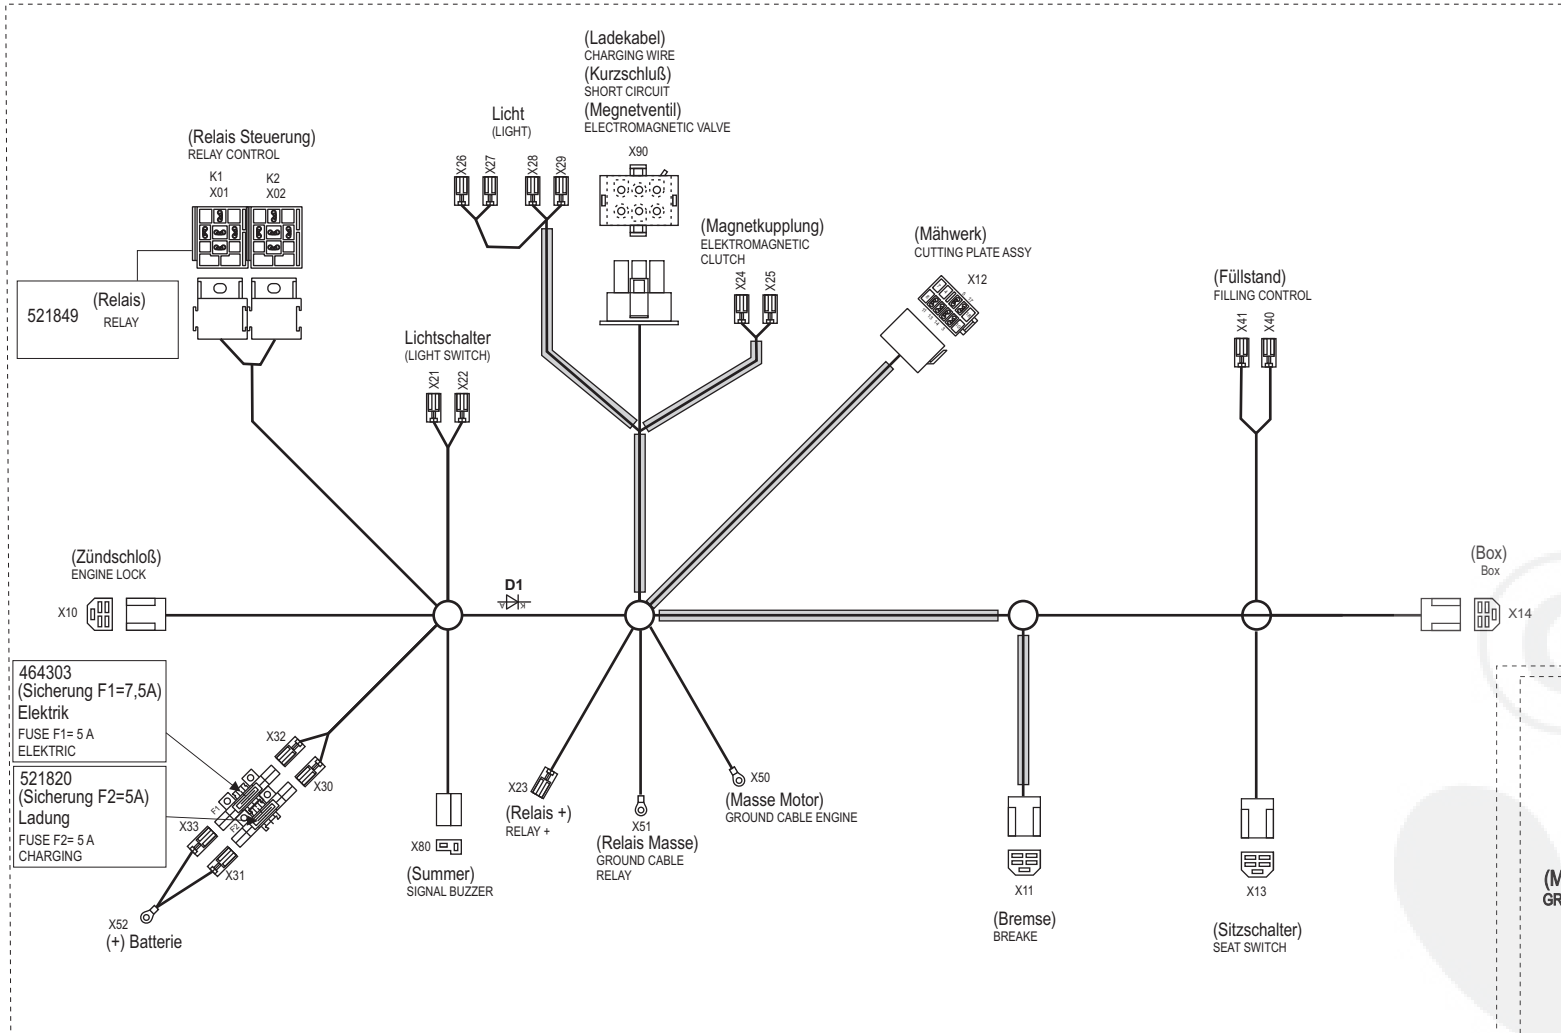 (Ladekabel)
CHARGING WIRE
(Kurzschluß)
SHORT CIRCUIT
(Megnetventil)
ELECTROMAGNETIC VALVE
X90
Licht
(LIGHT)
X26
X27
X28
X29
(Relais Steuerung)
RELAY CONTROL
K1
X01
K2
X02
521849
(Relais)
RELAY
(Magnetkupplung)
ELEKTROMAGNETIC
CLUTCH
X24
X25
(Mähwerk)
CUTTING PLATE ASSY
X12
(Füllstand)
FILLING CONTROL
X41
X40
Lichtschalter
(LIGHT SWITCH)
X21
X22
(Zündschloß)
ENGINE LOCK
X10
D1
A
K
(Box)
Box
X14
464303
(Sicherung F1=7,5A)
Elektrik
FUSE F1= 5 A
ELEKTRIC
521820
(Sicherung F2=5A)
Ladung
FUSE F2= 5 A
CHARGING
X32
X30
F1
F2
X33
X31
X52
(+) Batterie
X80
(Summer)
SIGNAL BUZZER
X23
(Relais +)
RELAY +
X51
(Relais Masse)
GROUND CABLE
RELAY
X50
(Masse Motor)
GROUND CABLE ENGINE
X11
(Bremse)
BREAKE
X13
(Sitzschalter)
SEAT SWITCH
(M
GR